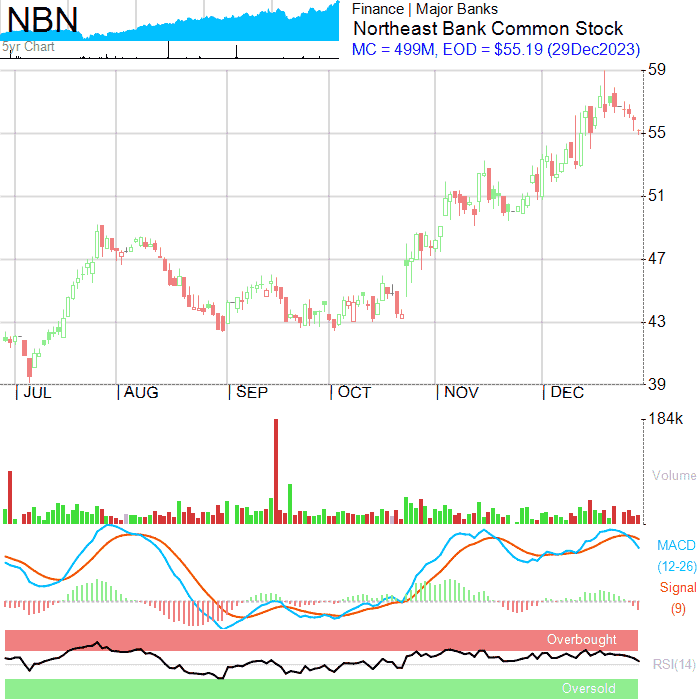 NBN
5yr Chart
Finance | Major Banks
Northeast Bank Common Stock
MC = 499M, EOD = $55.19 (29Dec2023)
59
55
51
47
43
39
JUL AUG SEP OCT NOV DEC
184k
Volume
MACD
(12-26)
Signal
(9)
Overbought
RSI(14)
Oversold